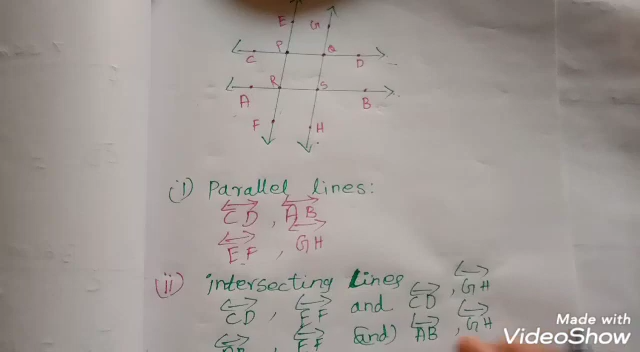 E G
P Q
C D
R S
A B
F H
(i) Parallel lines:
CD, AB
EF, GH
(ii) intersecting Lines
CD, EF and CD, GH
EF (and) AB, GH
Made with
VideoShow